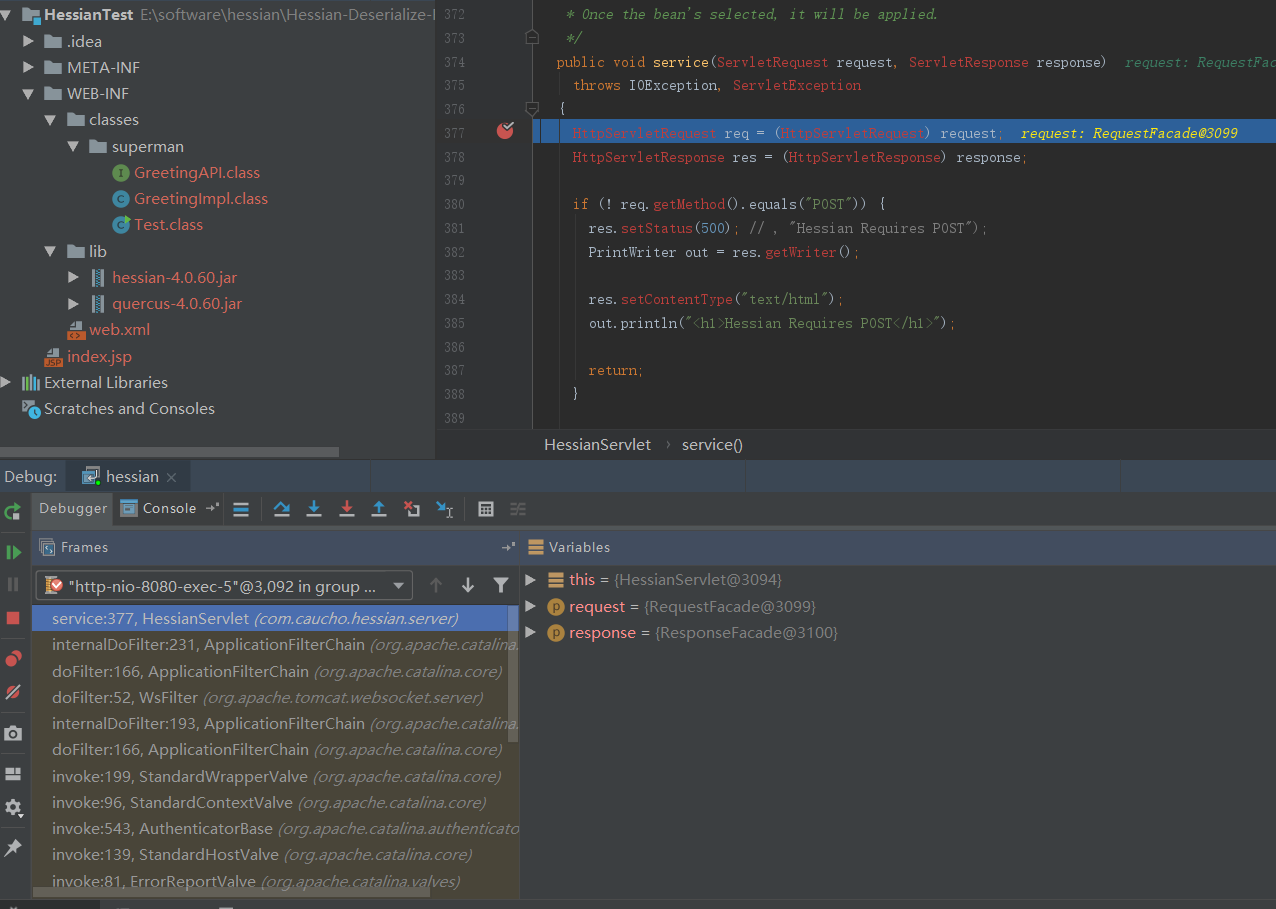 HessianTest E:\software\hessian\Hessian-Deserialize-
.idea
META-INF
WEB-INF
classes
superman
GreetingAPI.class
GreetingImpl.class
Test.class
lib
hessian-4.0.60.jar
quercus-4.0.60.jar
web.xml
index.jsp
External Libraries
Scratches and Consoles
372 * Once the bean's selected, it will be applied.
373 */
374 public void service(ServletRequest request, ServletResponse response) request: RequestFac
375 throws IOException, ServletException
376 {
377 HttpServletRequest req = (HttpServletRequest) request; request: RequestFacade@3099
378 HttpServletResponse res = (HttpServletResponse) response;
379
380 if (! req.getMethod().equals("POST")) {
381 res.setStatus(500); // , "Hessian Requires POST");
382 PrintWriter out = res.getWriter();
383
384 res.setContentType("text/html");
385 out.println("<h1>Hessian Requires POST</h1>");
386
387 return;
388 }
389
HessianServlet › service()
Debug: hessian
Debugger Console
Frames
"http-nio-8080-exec-5"@3,092 in group ...
service:377, HessianServlet (com.caucho.hessian.server)
internalDoFilter:231, ApplicationFilterChain (org.apache.catalina.
doFilter:166, ApplicationFilterChain (org.apache.catalina.core)
doFilter:52, WsFilter (org.apache.tomcat.websocket.server)
internalDoFilter:193, ApplicationFilterChain (org.apache.catalina.
doFilter:166, ApplicationFilterChain (org.apache.catalina.core)
invoke:199, StandardWrapperValve (org.apache.catalina.core)
invoke:96, StandardContextValve (org.apache.catalina.core)
invoke:543, AuthenticatorBase (org.apache.catalina.authenticato
invoke:139, StandardHostValve (org.apache.catalina.core)
invoke:81, ErrorReportValve (org.apache.catalina.valves)
Variables
this = {HessianServlet@3094}
request = {RequestFacade@3099}
response = {ResponseFacade@3100}